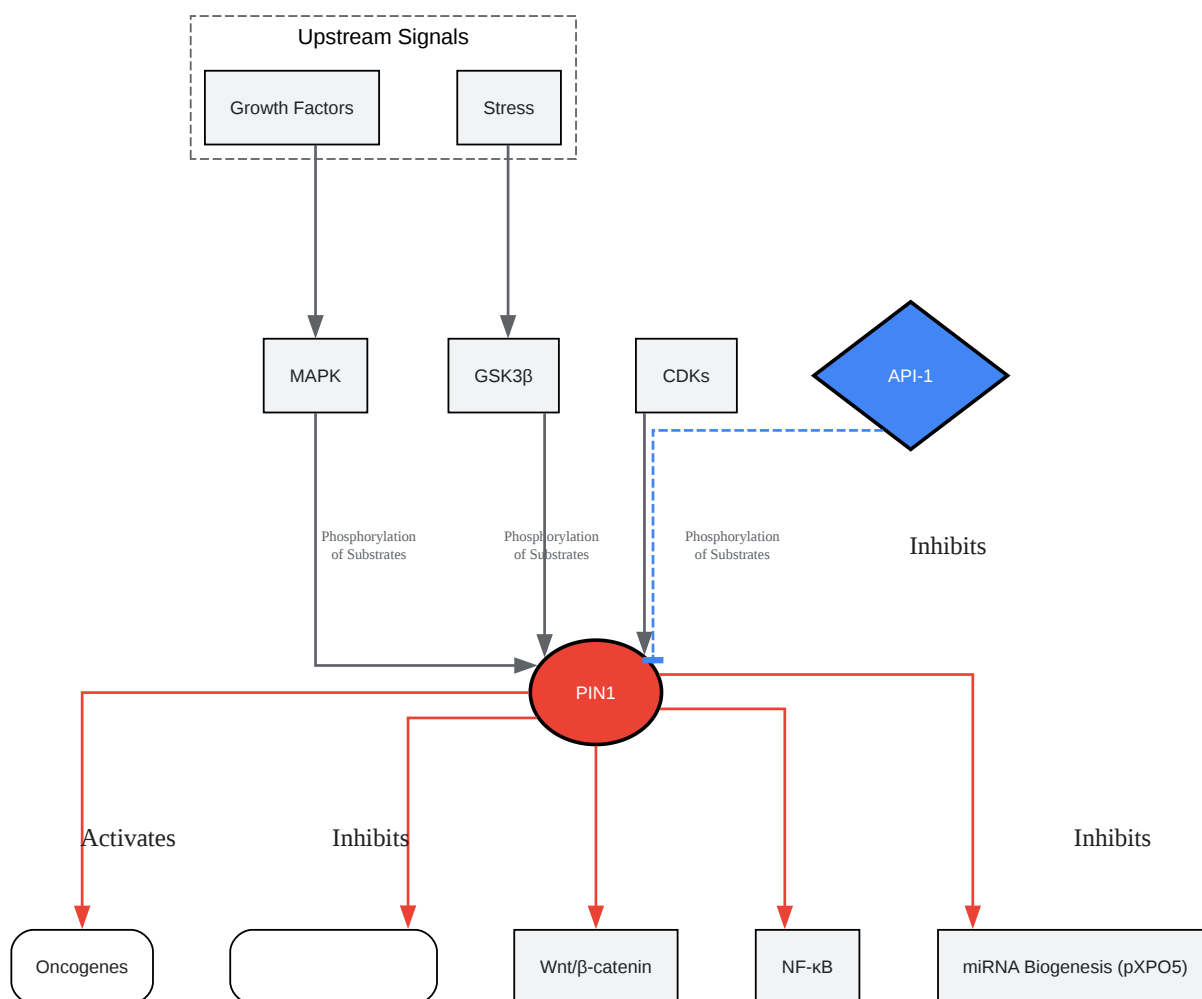 Upstream Signals
Growth Factors
Stress
MAPK
GSK3β
CDKs
API-1
Phosphorylation
of Substrates
Phosphorylation
of Substrates
Phosphorylation
of Substrates
Inhibits
PIN1
Activates
Inhibits
Inhibits
Oncogenes
Wnt/β-catenin
NF-κB
miRNA Biogenesis (pXPO5)